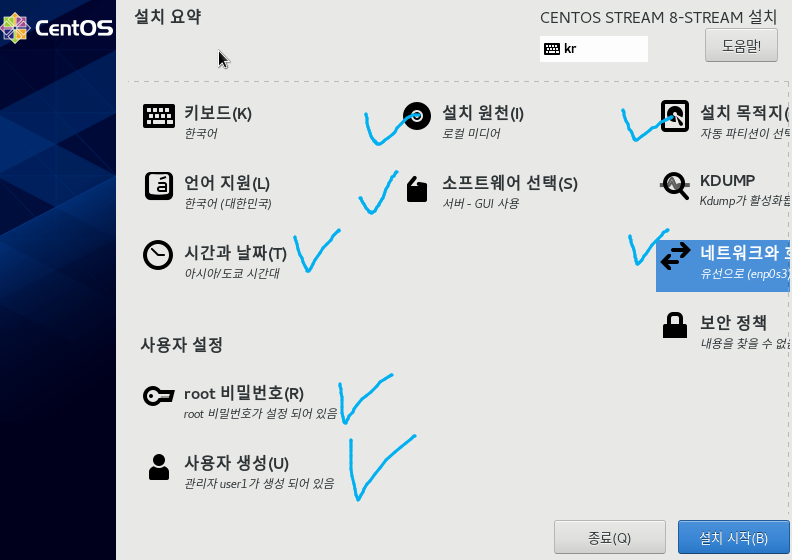 CentOS
설치 요약
CENTOS STREAM 8-STREAM 설치
kr
도움말!
키보드(K)
한국어
설치 원천(I)
로컬 미디어
설치 목적지(
자동 파티션이 선택
언어 지원(L)
한국어 (대한민국)
소프트웨어 선택(S)
서버 - GUI 사용
KDUMP
Kdump가 활성화됨
시간과 날짜(T)
아시아/도쿄 시간대
네트워크와
유선으로 (enp0s3)
보안 정책
내용을 찾을 수 없
사용자 설정
root 비밀번호(R)
root 비밀번호가 설정 되어 있음
사용자 생성(U)
관리자 user1가 생성 되어 있음
종료(Q)
설치 시작(B)